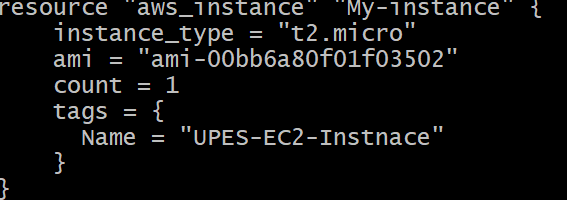 resource "aws_instance" "My-instance" {
    instance_type = "t2.micro"
    ami = "ami-00bb6a80f01f03502"
    count = 1
    tags = {
      Name = "UPES-EC2-Instnace"
    }
}